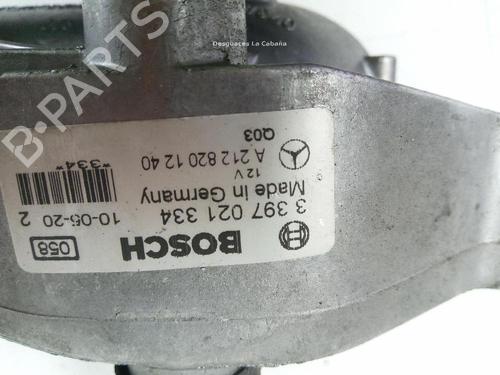 Desguaces La Cabaña
B-PARTS
BOSCH
3 397 021 334
Made in Germany
12 V
A 212 820 12 40
Q03
058
10-05-20 2
*334*